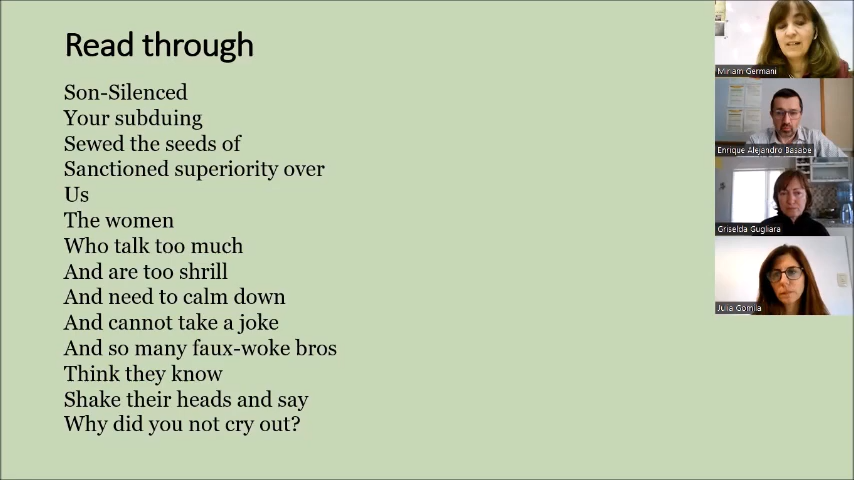 Read through
Son-Silenced
Your subduing
Sewed the seeds of
Sanctioned superiority over
Us
The women
Who talk too much
And are too shrill
And need to calm down
And cannot take a joke
And so many faux-woke bros
Think they know
Shake their heads and say
Why did you not cry out?
Miriam Germani
Enrique Alejandro Basabe
Griselda Gugliara
Julia Gomila